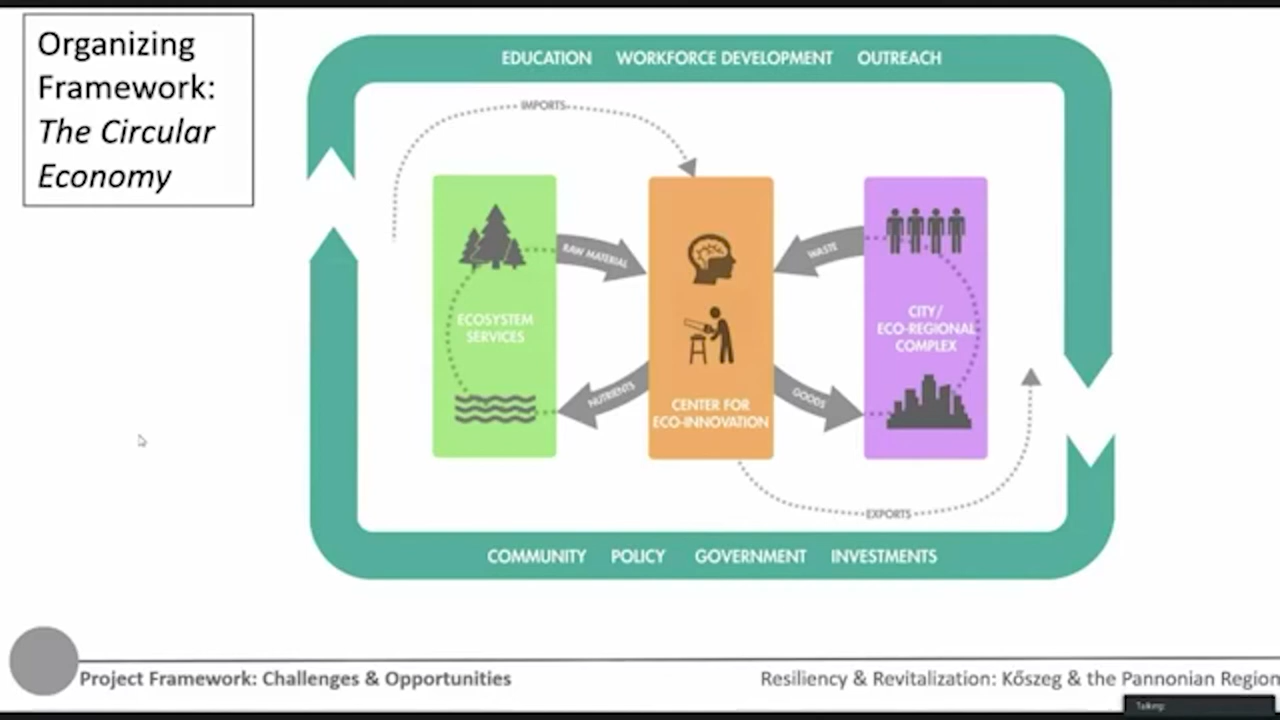 Organizing
Framework:
The Circular
Economy
EDUCATION WORKFORCE DEVELOPMENT OUTREACH
IMPORTS
RAW MATERIAL
WASTE
ECOSYSTEM
SERVICES
CITY/
ECO-REGIONAL
COMPLEX
NUTRIENTS
GOODS
CENTER FOR
ECO-INNOVATION
EXPORTS
COMMUNITY POLICY GOVERNMENT INVESTMENTS
Project Framework: Challenges & Opportunities
Resiliency & Revitalization: Kőszeg & the Pannonian Region
Talking: